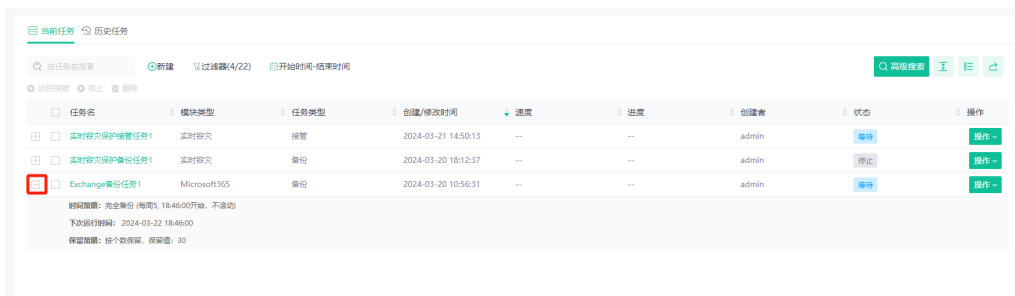 当前任务 历史任务
按任务名搜索 新建 过滤器(4/22) 开始时间-结束时间 高级搜索
启用策略 停止 删除
任务名 模块类型 任务类型 创建/修改时间 速度 进度 创建者 状态 操作
实时容灾保护接管任务1 实时容灾 接管 2024-03-21 14:50:13 -- -- admin 等待 操作
实时容灾保护备份任务1 实时容灾 备份 2024-03-20 18:12:37 -- -- admin 停止 操作
Exchange备份任务1 Microsoft365 备份 2024-03-20 10:56:31 -- -- admin 等待 操作
时间策略：完全备份 (每周5, 18:46:00开始，不滚动)
下次运行时间： 2024-03-22 18:46:00
保留策略：按个数保留，保留值：30